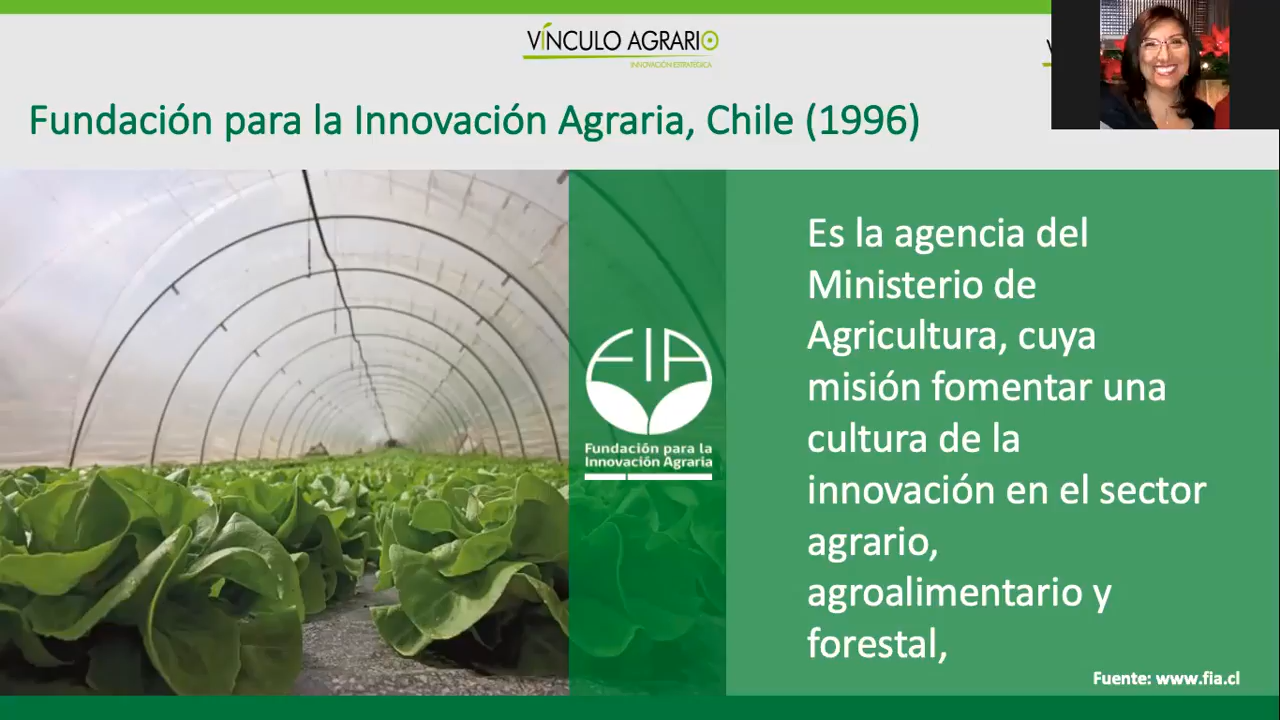 VÍNCULO AGRARIO
INNOVACIÓN ESTRATÉGICA
Fundación para la Innovación Agraria, Chile (1996)
FIA
Fundación para la
Innovación Agraria
Es la agencia del
Ministerio de
Agricultura, cuya
misión fomentar una
cultura de la
innovación en el sector
agrario,
agroalimentario y
forestal,
Fuente: www.fia.cl